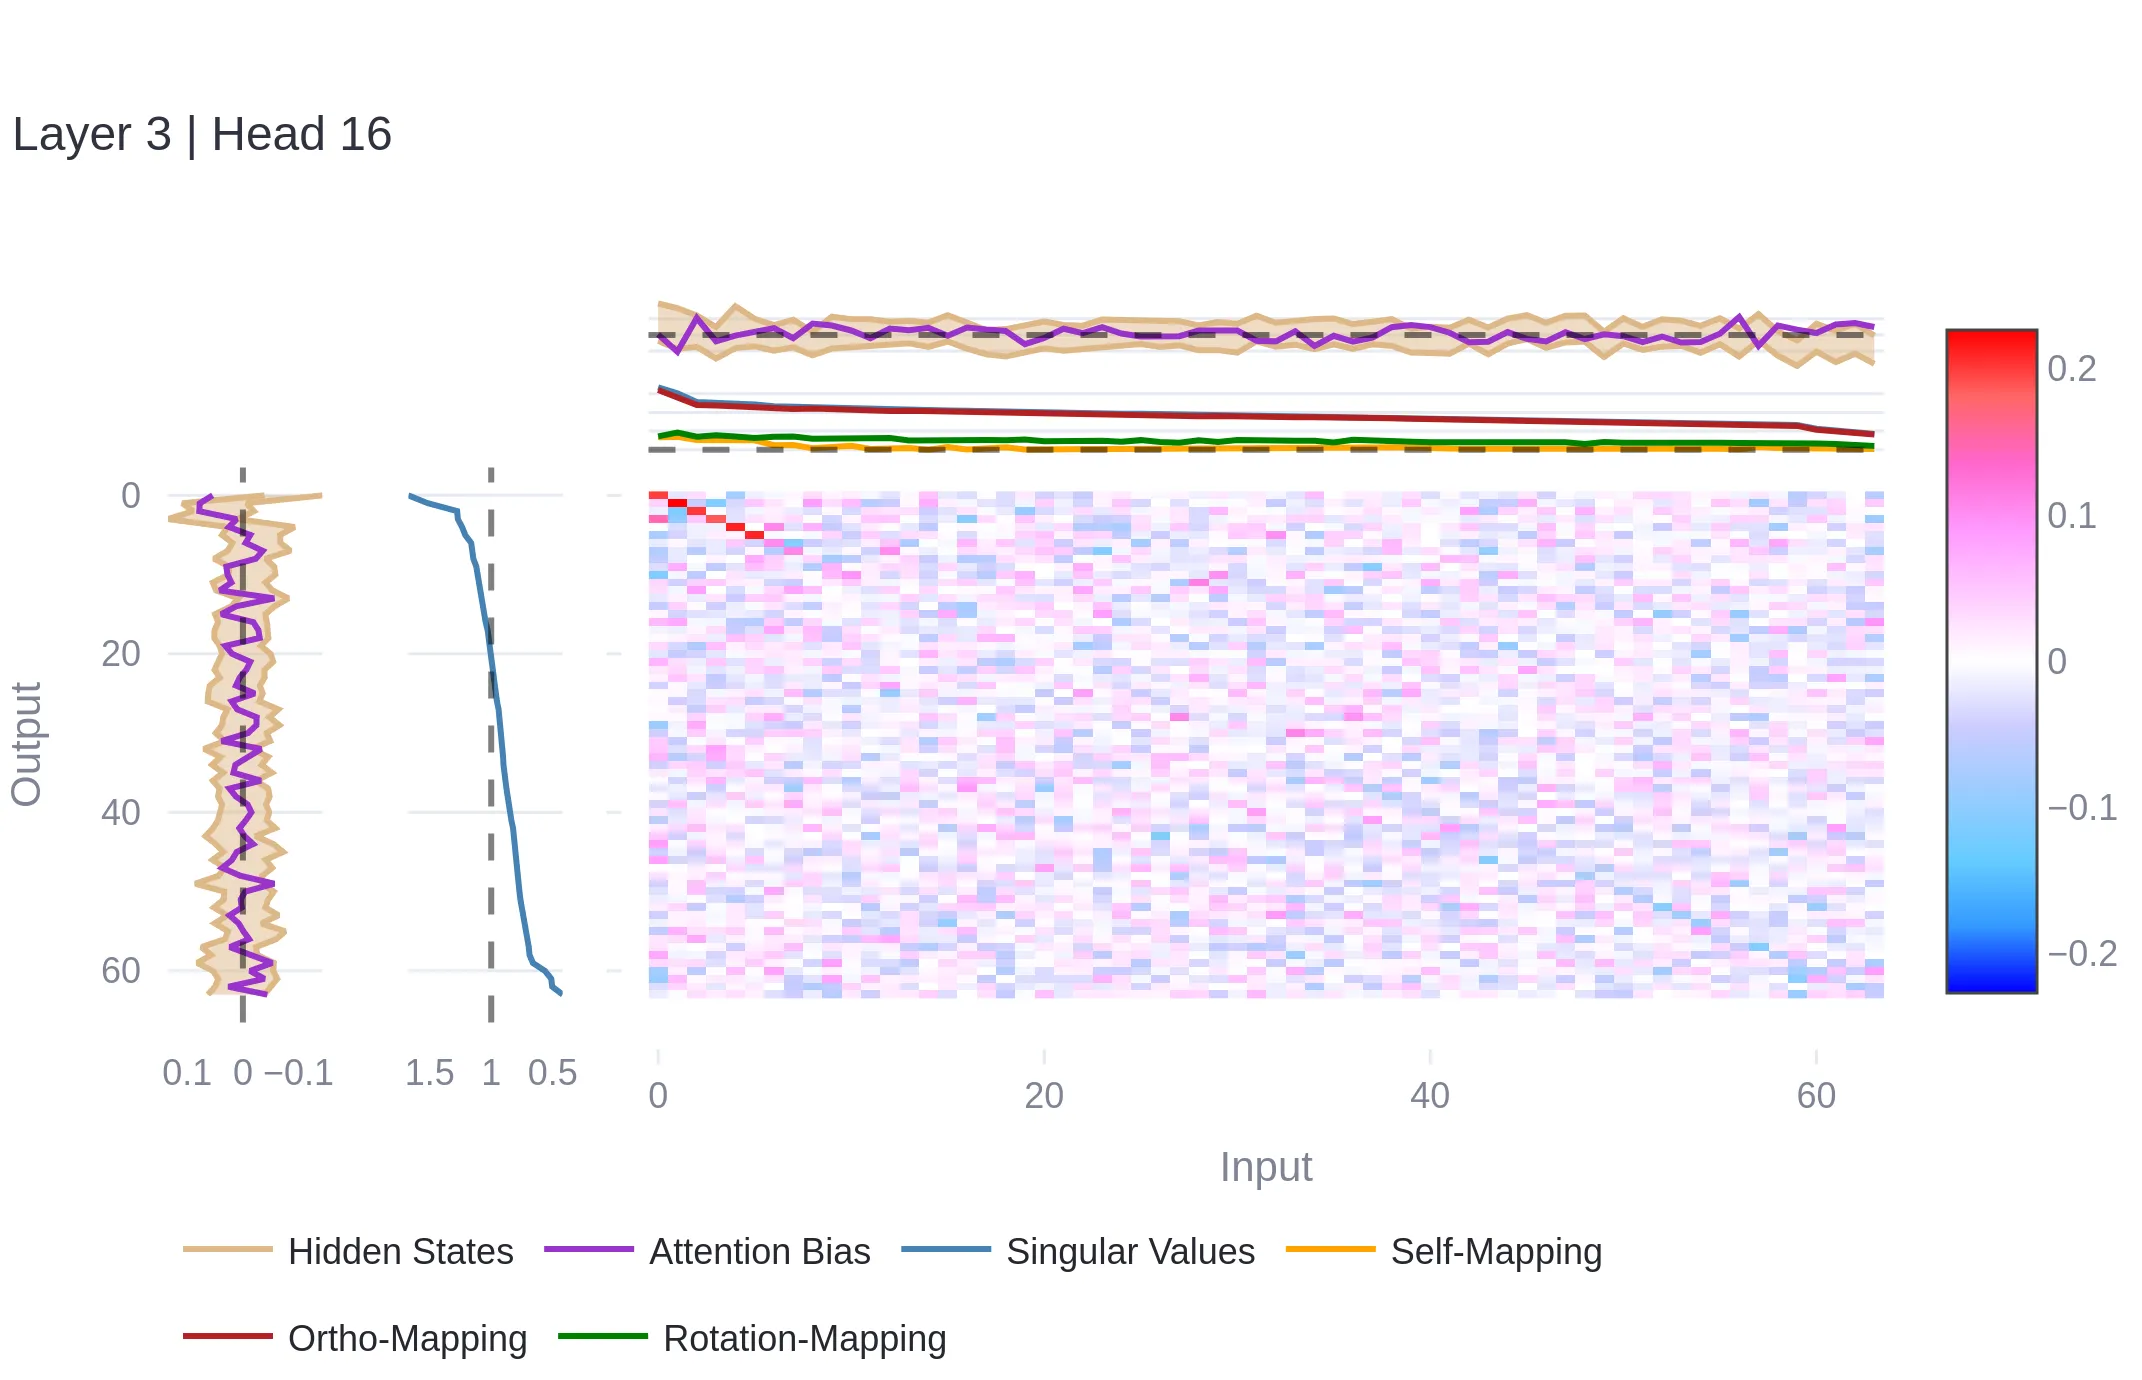 Layer 3 | Head 16
0
20
40
60
Output
0.1 0 −0.1
1.5 1 0.5
0 20 40 60
Input
0.2
0.1
0
−0.1
−0.2
Hidden States Attention Bias Singular Values Self-Mapping
Ortho-Mapping Rotation-Mapping